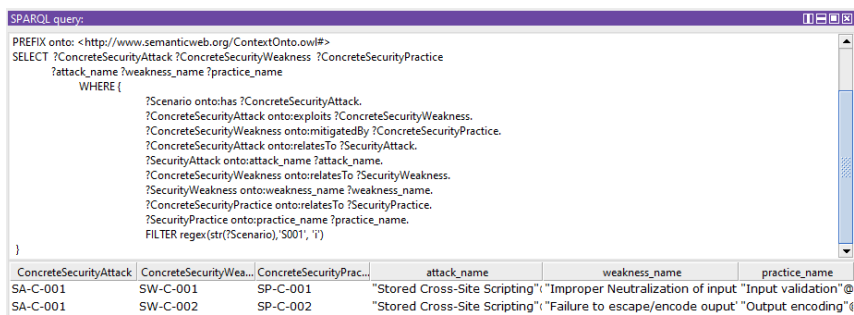 SPARQL query:
PREFIX onto: <http://www.semanticweb.org/ContextOnto.owl#>
SELECT ?ConcreteSecurityAttack ?ConcreteSecurityWeakness ?ConcreteSecurityPractice
?attack_name ?weakness_name ?practice_name
WHERE {
?Scenario onto:has ?ConcreteSecurityAttack.
?ConcreteSecurityAttack onto:exploits ?ConcreteSecurityWeakness.
?ConcreteSecurityWeakness onto:mitigatedBy ?ConcreteSecurityPractice.
?ConcreteSecurityAttack onto:relatesTo ?SecurityAttack.
?SecurityAttack onto:attack_name ?attack_name.
?ConcreteSecurityWeakness onto:relatesTo ?SecurityWeakness.
?SecurityWeakness onto:weakness_name ?weakness_name.
?ConcreteSecurityPractice onto:relatesTo ?SecurityPractice.
?SecurityPractice onto:practice_name ?practice_name.
FILTER regex(str(?Scenario),'S001', 'i')
}
ConcreteSecurityAttack ConcreteSecurityWea... ConcreteSecurityPrac... attack_name weakness_name practice_name
SA-C-001 SW-C-001 SP-C-001 "Stored Cross-Site Scripting" "Improper Neutralization of input "Input validation"@
SA-C-001 SW-C-002 SP-C-002 "Stored Cross-Site Scripting" "Failure to escape/encode ouput' "Output encoding"@